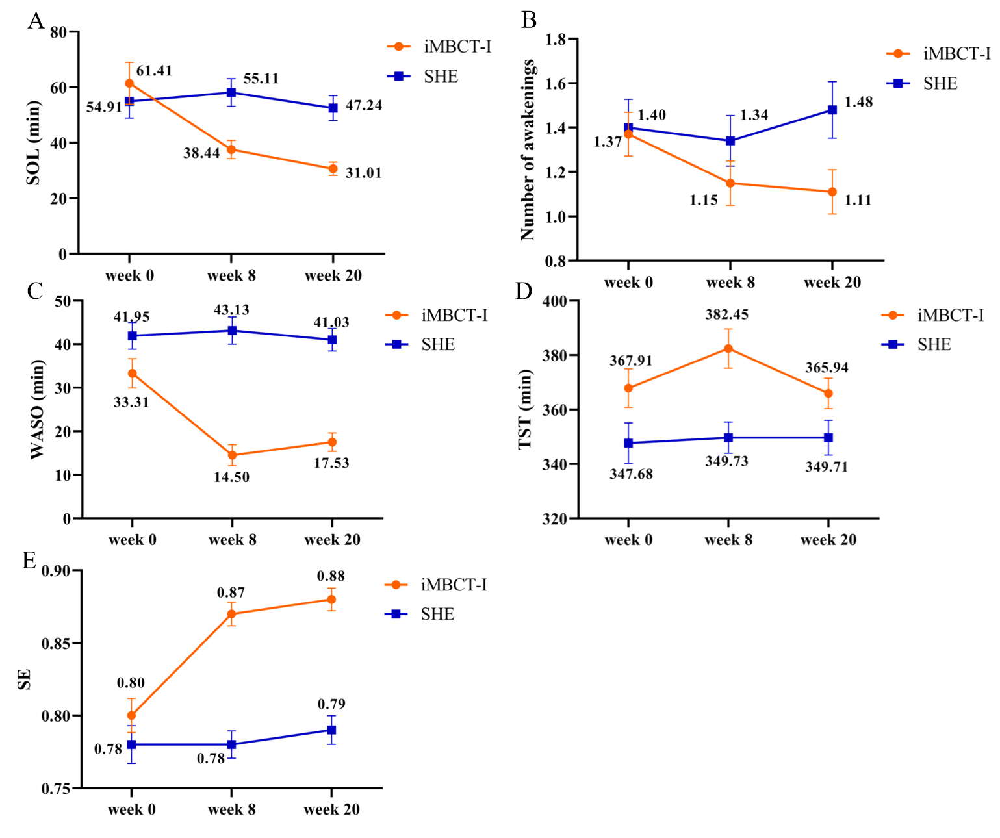 A
SOL (min)
80
60
40
20
0
61.41
54.91
55.11
47.24
38.44
31.01
week 0
week 8
week 20
iMBCT-I
SHE
B
Number of awakenings
1.8
1.6
1.4
1.2
1.0
0.8
1.40
1.34
1.48
1.37
1.15
1.11
week 0
week 8
week 20
iMBCT-I
SHE
C
WASO (min)
50
40
30
20
10
0
41.95
43.13
41.03
33.31
14.50
17.53
week 0
week 8
week 20
iMBCT-I
SHE
D
TST (min)
400
380
360
340
320
367.91
382.45
365.94
347.68
349.73
349.71
week 0
week 8
week 20
iMBCT-I
SHE
E
SE
0.90
0.85
0.80
0.75
0.80
0.87
0.88
0.78
0.78
0.79
week 0
week 8
week 20
iMBCT-I
SHE